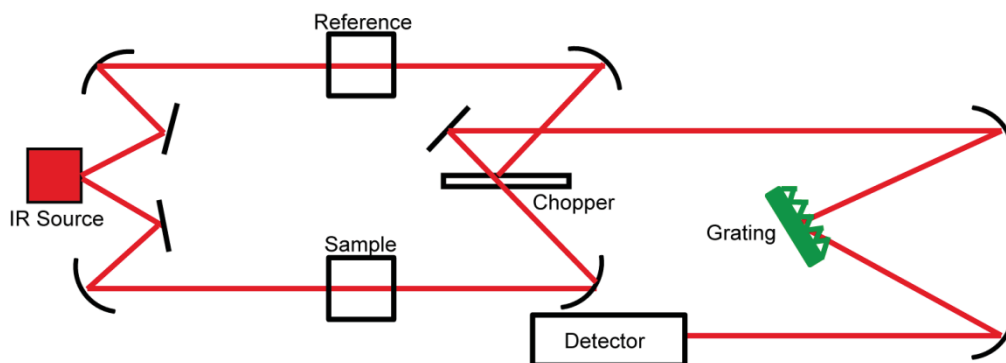 Reference
IR Source
Chopper
Grating
Sample
Detector